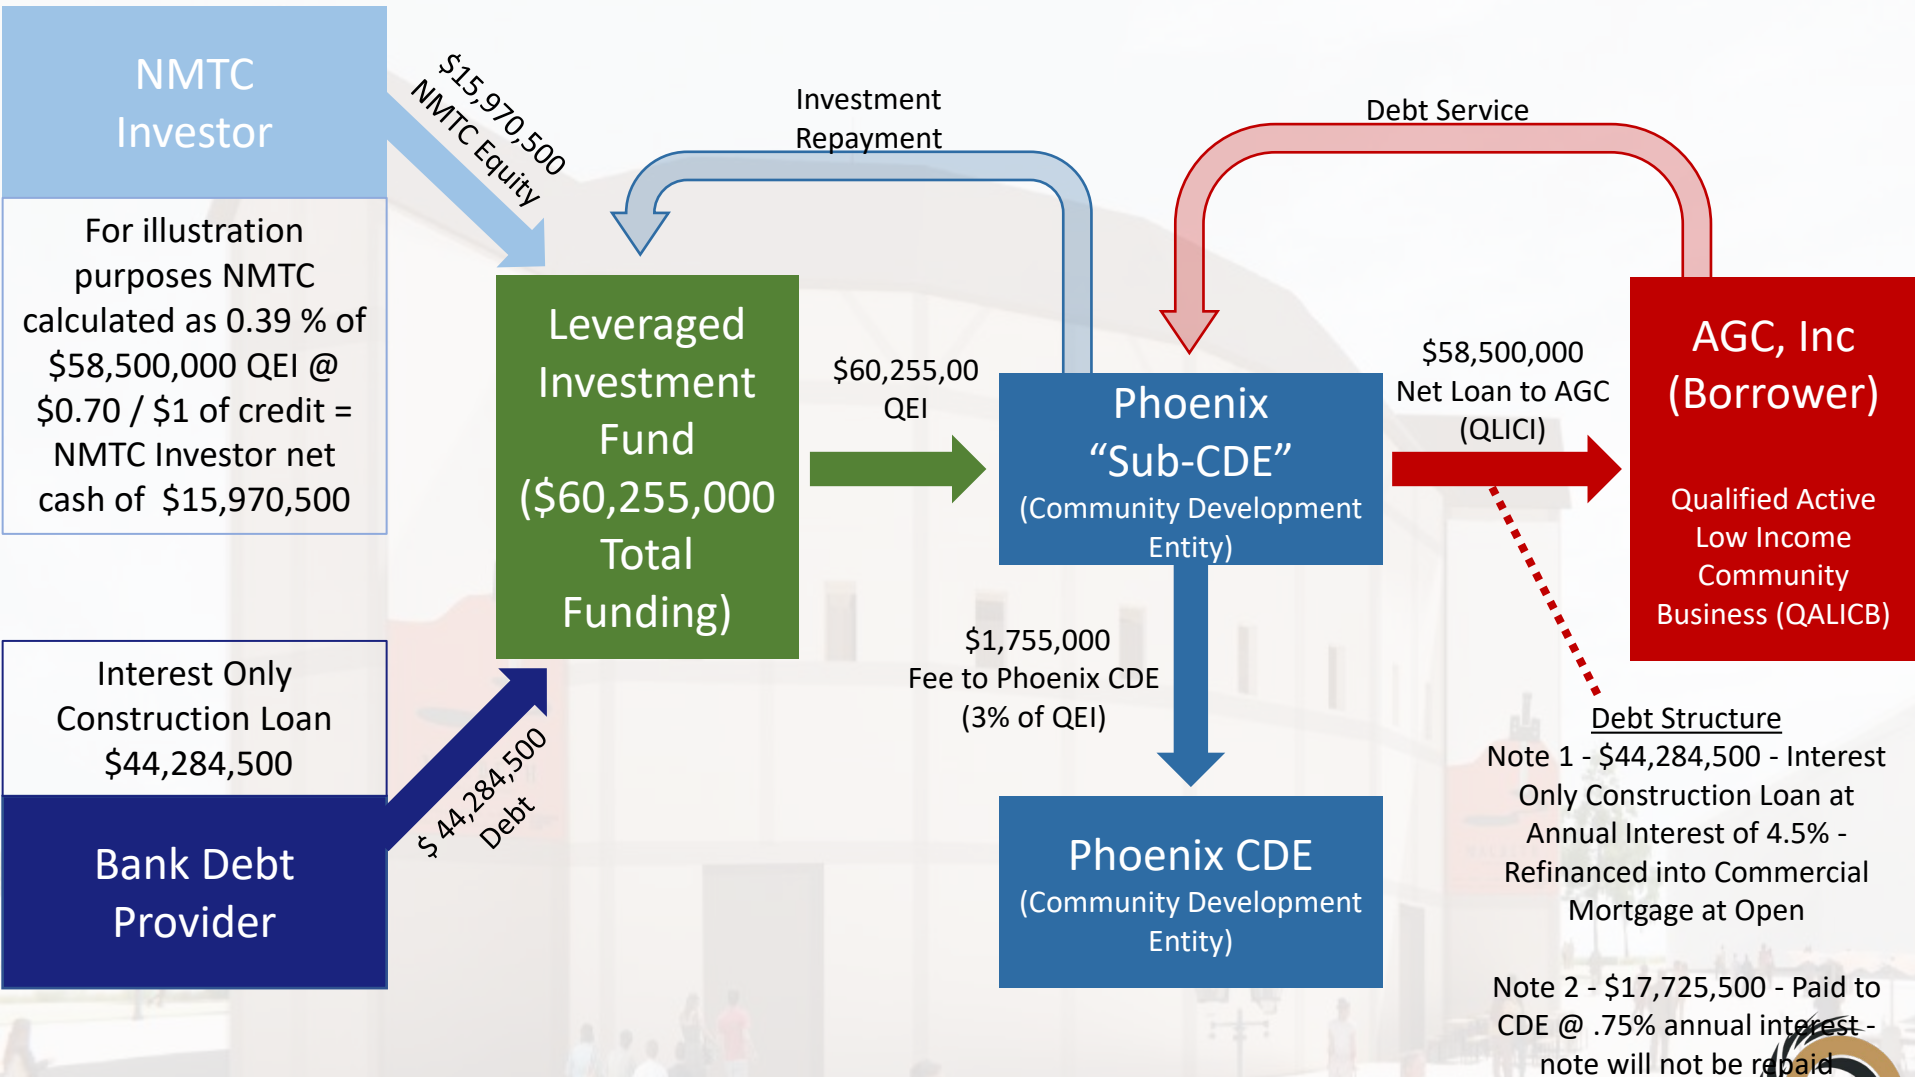 NMTC
Investor
For illustration
purposes NMTC
calculated as 0.39 % of
$58,500,000 QEI @
$0.70 / $1 of credit =
NMTC Investor net
cash of $15,970,500
$15,970,500
NMTC Equity
Interest Only
Construction Loan
$44,284,500
Bank Debt
Provider
$ 44,284,500
Debt
Leveraged
Investment
Fund
($60,255,000
Total
Funding)
Investment
Repayment
$60,255,00
QEI
Phoenix
“Sub-CDE”
(Community Development
Entity)
$1,755,000
Fee to Phoenix CDE
(3% of QEI)
Phoenix CDE
(Community Development
Entity)
Debt Service
$58,500,000
Net Loan to AGC
(QLICI)
AGC, Inc
(Borrower)
Qualified Active
Low Income
Community
Business (QALICB)
Debt Structure
Note 1 - $44,284,500 - Interest
Only Construction Loan at
Annual Interest of 4.5% -
Refinanced into Commercial
Mortgage at Open
Note 2 - $17,725,500 - Paid to
CDE @ .75% annual interest -
note will not be repaid